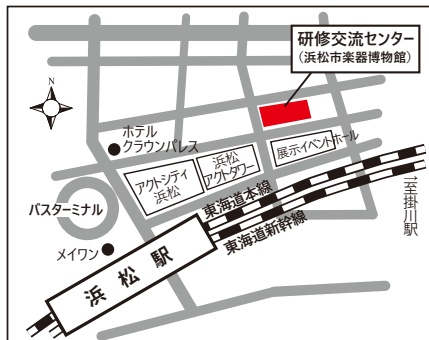 研修交流センター
（浜松市楽器博物館）
N
ホテル
クラウンパレス
アクトシティ
浜松
浜松
アクトタワー
展示イベントホール
バスターミナル
メイワン
東海道本線
東海道新幹線
→至掛川駅
浜松駅